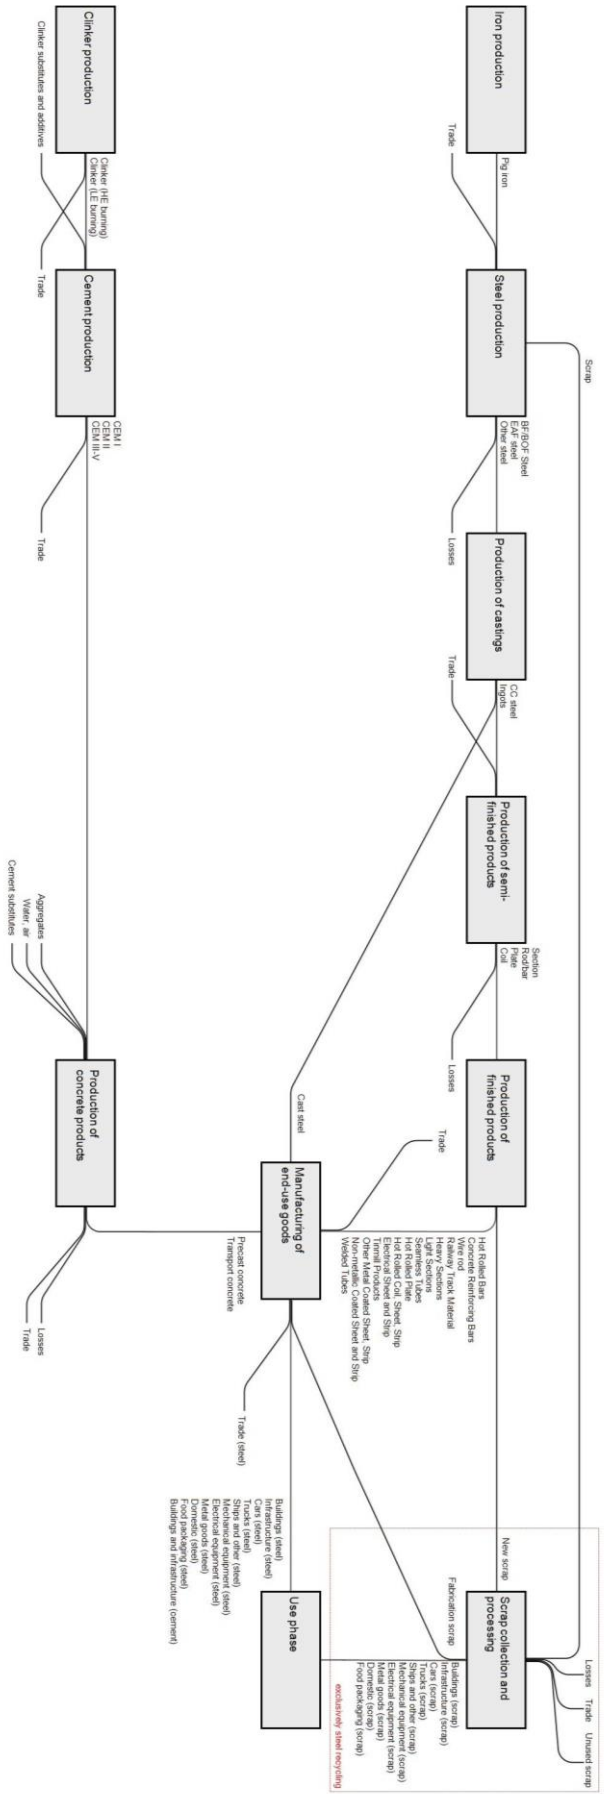 Iron production
Pig iron
Trade
Steel production
Scrap
BF/BOF Steel
EAF steel
Other steel
Losses
Production of castings
CC steel
Ingots
Trade
Production of semi-
finished products
Section
Rod/bar
Plate
Coil
Losses
Production of
finished products
Hot Rolled Bars
Concrete Reinforcing Bars
Wire rod
Railway Track Material
Heavy Sections
Light Sections
Seamless Tubes
Hot Rolled Plate
Hot Rolled Coil, Sheet, Strip
Electrical Sheet and Strip
Tinmill Products
Other Metal Coated Sheet, Strip
Non-metallic Coated Sheet and Strip
Welded Tubes
New scrap
Scrap collection and
processing
Losses
Trade
Unused scrap
Fabrication scrap
Buildings (scrap)
Infrastructure (scrap)
Cars (scrap)
Trucks (scrap)
Ships and other (scrap)
Mechanical equipment (scrap)
Electrical equipment (scrap)
Metal goods (scrap)
Domestic (scrap)
Food packaging (scrap)
exclusively steel recycling
Cast steel
Trade
Manufacturing of
end-use goods
Trade (steel)
Buildings (steel)
Infrastructure (steel)
Cars (steel)
Trucks (steel)
Ships and other (steel)
Mechanical equipment (steel)
Electrical equipment (steel)
Metal goods (steel)
Domestic (steel)
Food packaging (steel)
Buildings and infrastructure (cement)
Use phase
Precast concrete
Transport concrete
Clinker production
Clinker substitutes and additives
Clinker (HE burning)
Clinker (LE burning)
Trade
Cement production
CEM I
CEM II
CEM III-V
Trade
Aggregates
Water, air
Cement substitutes
Production of
concrete products
Losses
Trade